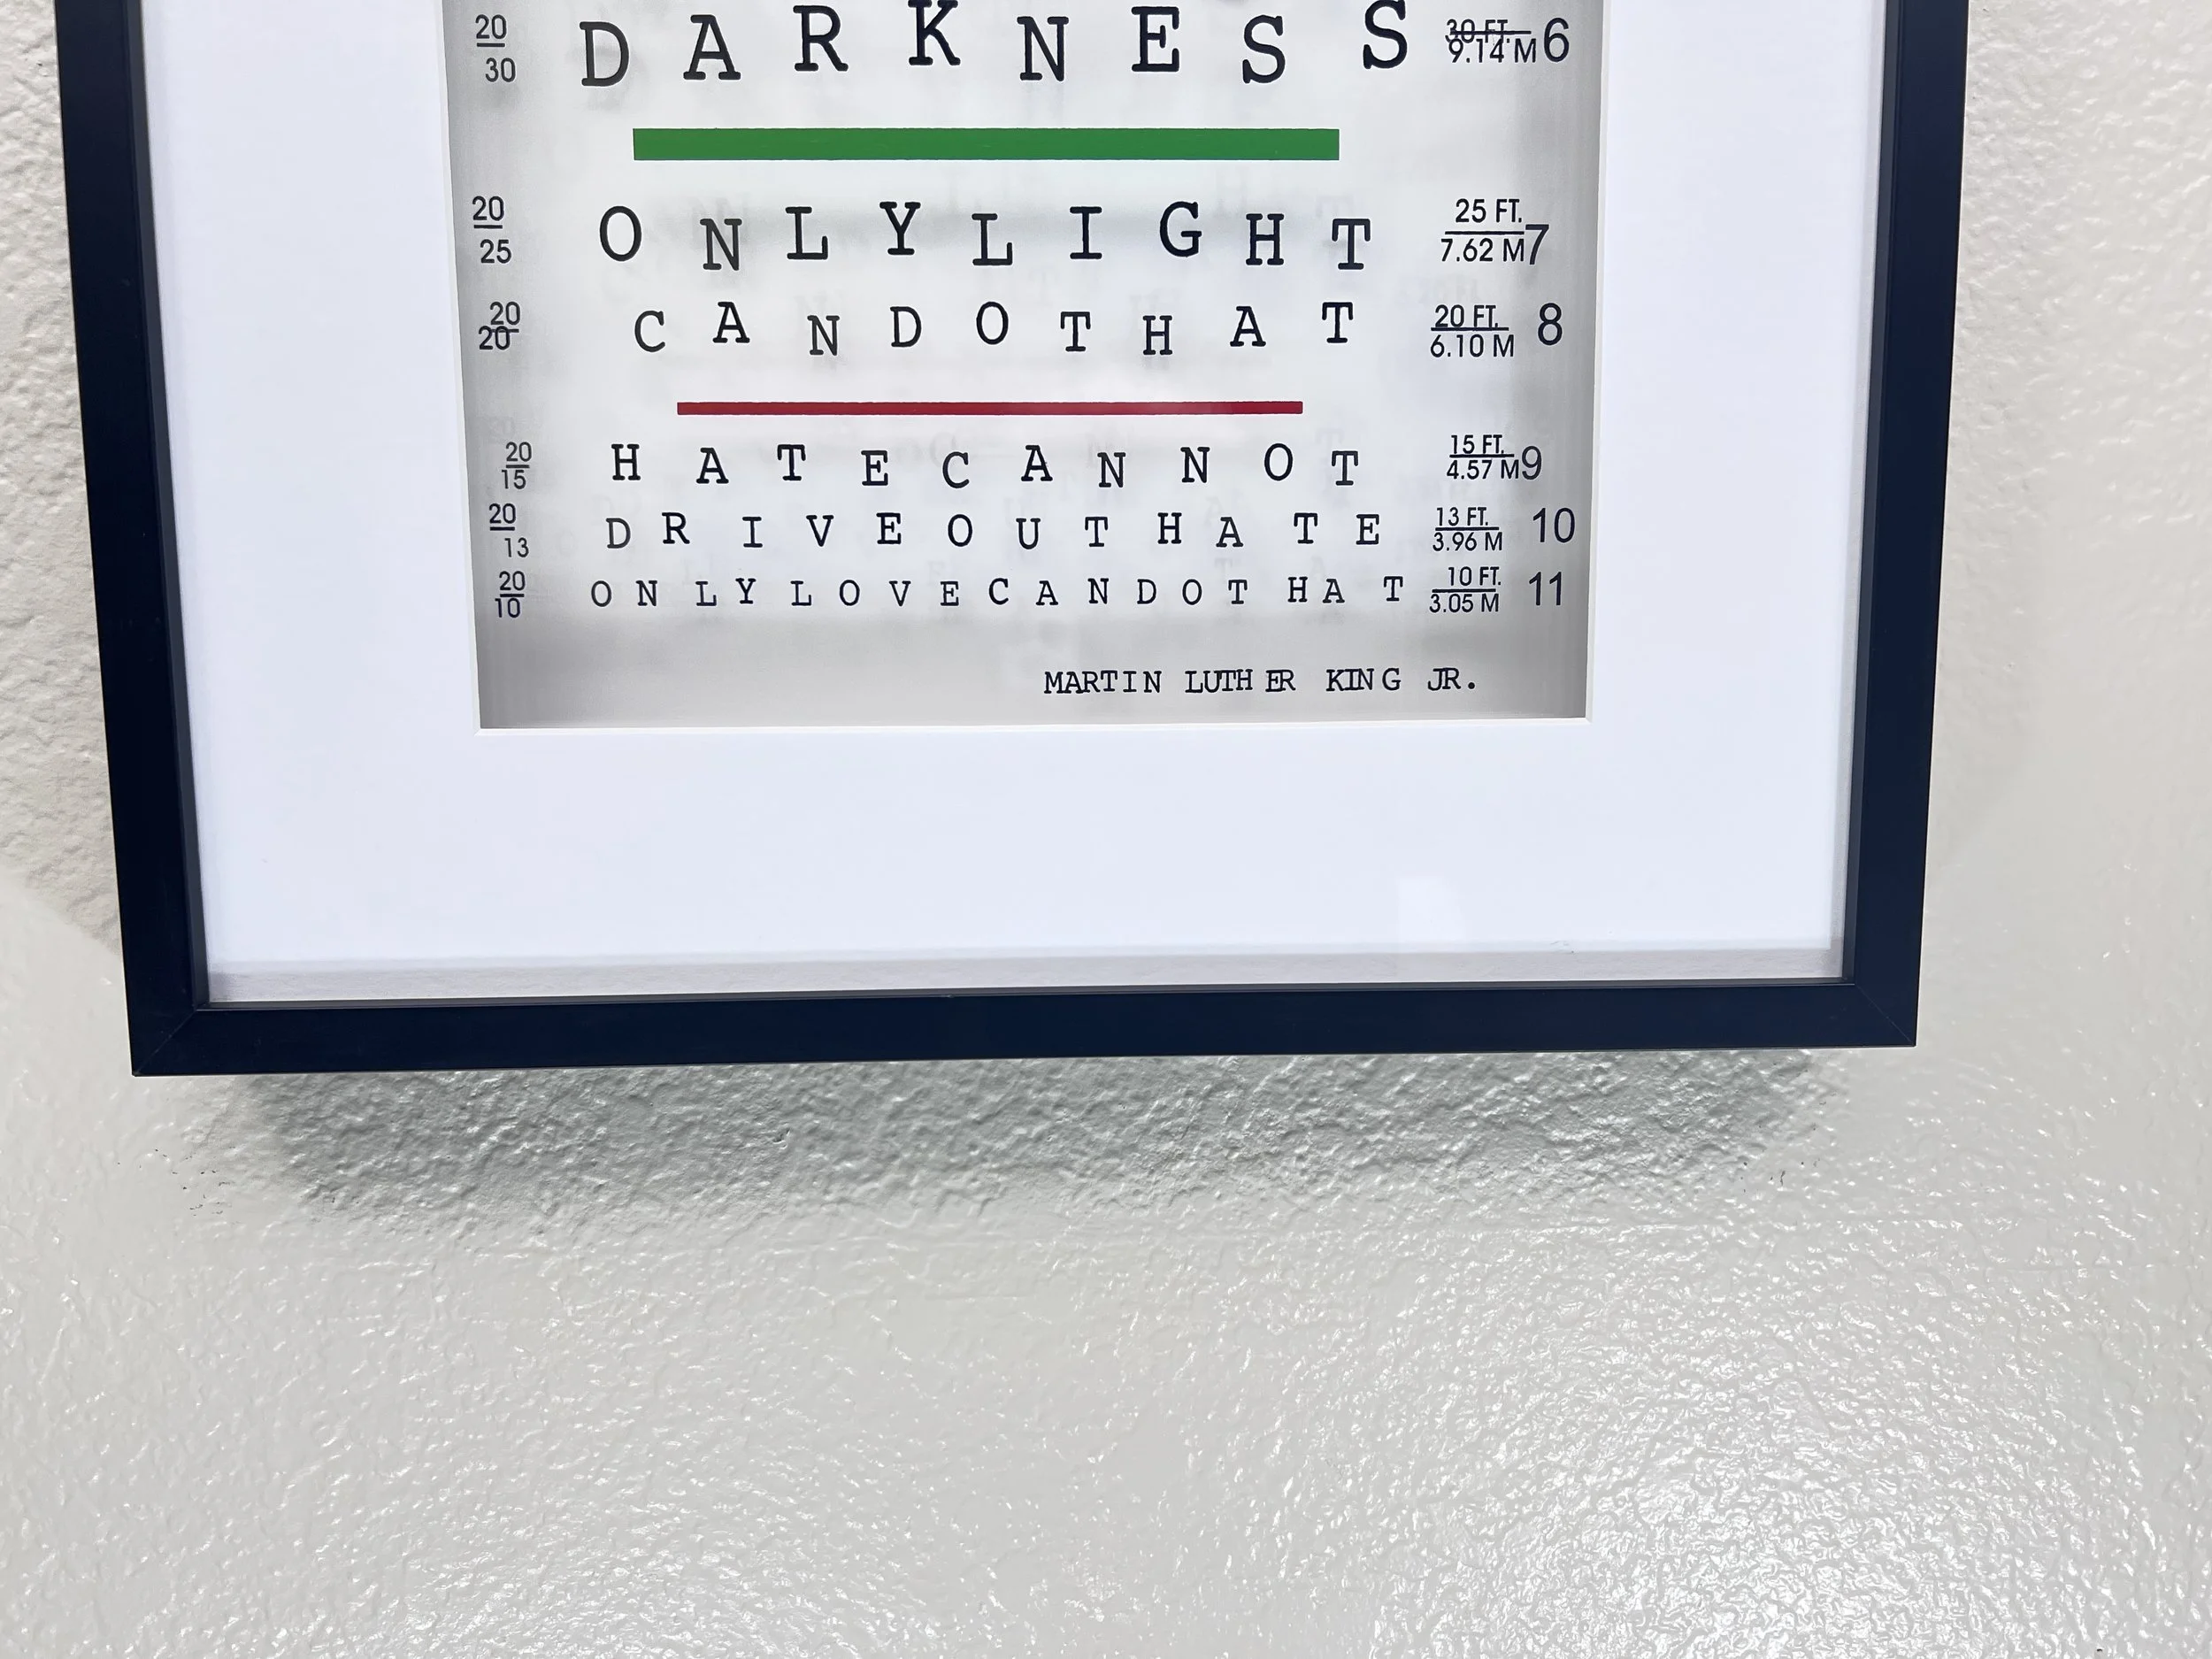 20/30 D A R K N E S S 30 FT. 9.14 M 6
20/25 O N L Y L I G H T 25 FT. 7.62 M 7
20/20 C A N D O T H A T 20 FT. 6.10 M 8
20/15 H A T E C A N N O T 15 FT. 4.57 M 9
20/13 D R I V E O U T H A T E 13 FT. 3.96 M 10
20/10 O N L Y L O V E C A N D O T H A T 10 FT. 3.05 M 11
MARTIN LUTHER KING JR.